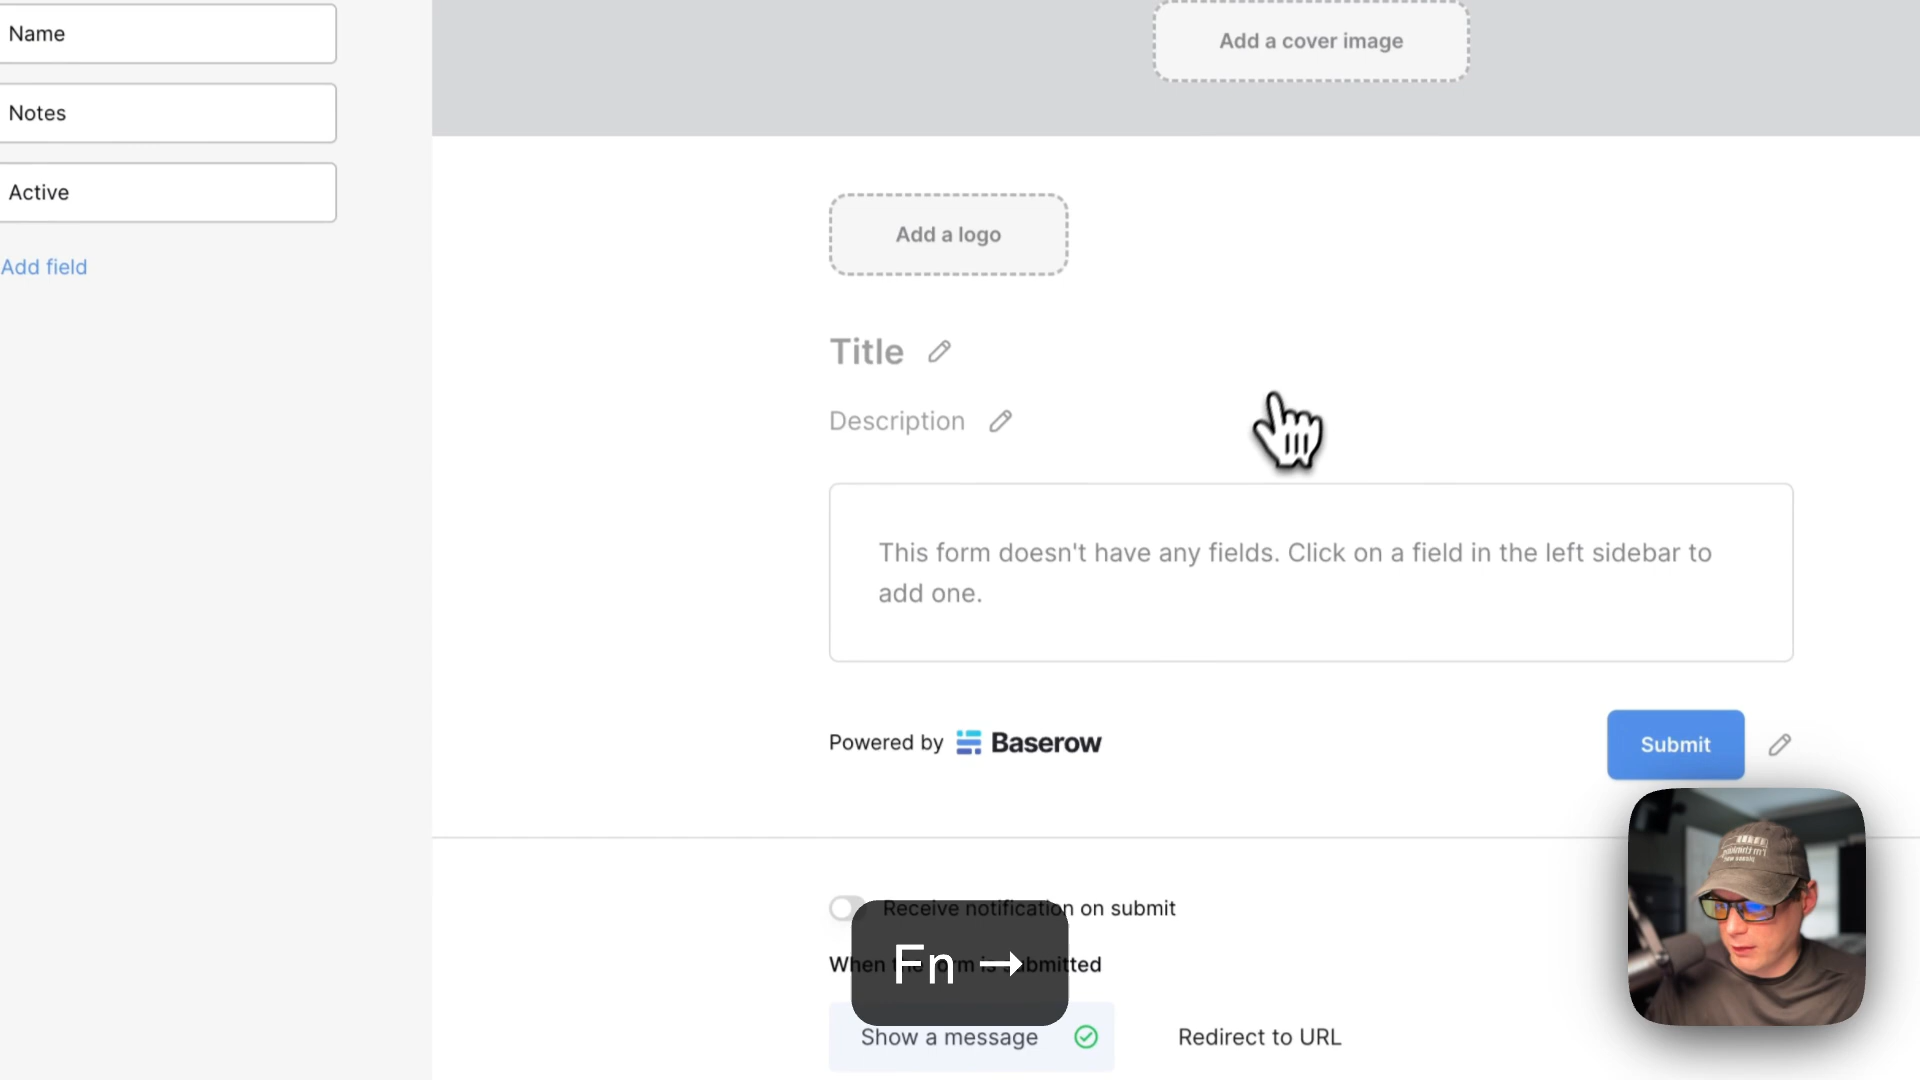 Name
Notes
Active
Add field
Add a cover image
Add a logo
Title
Description
This form doesn't have any fields. Click on a field in the left sidebar to
add one.
Powered by Baserow
Submit
Receive notification on submit
When the form is submitted
Fn →
Show a message
Redirect to URL